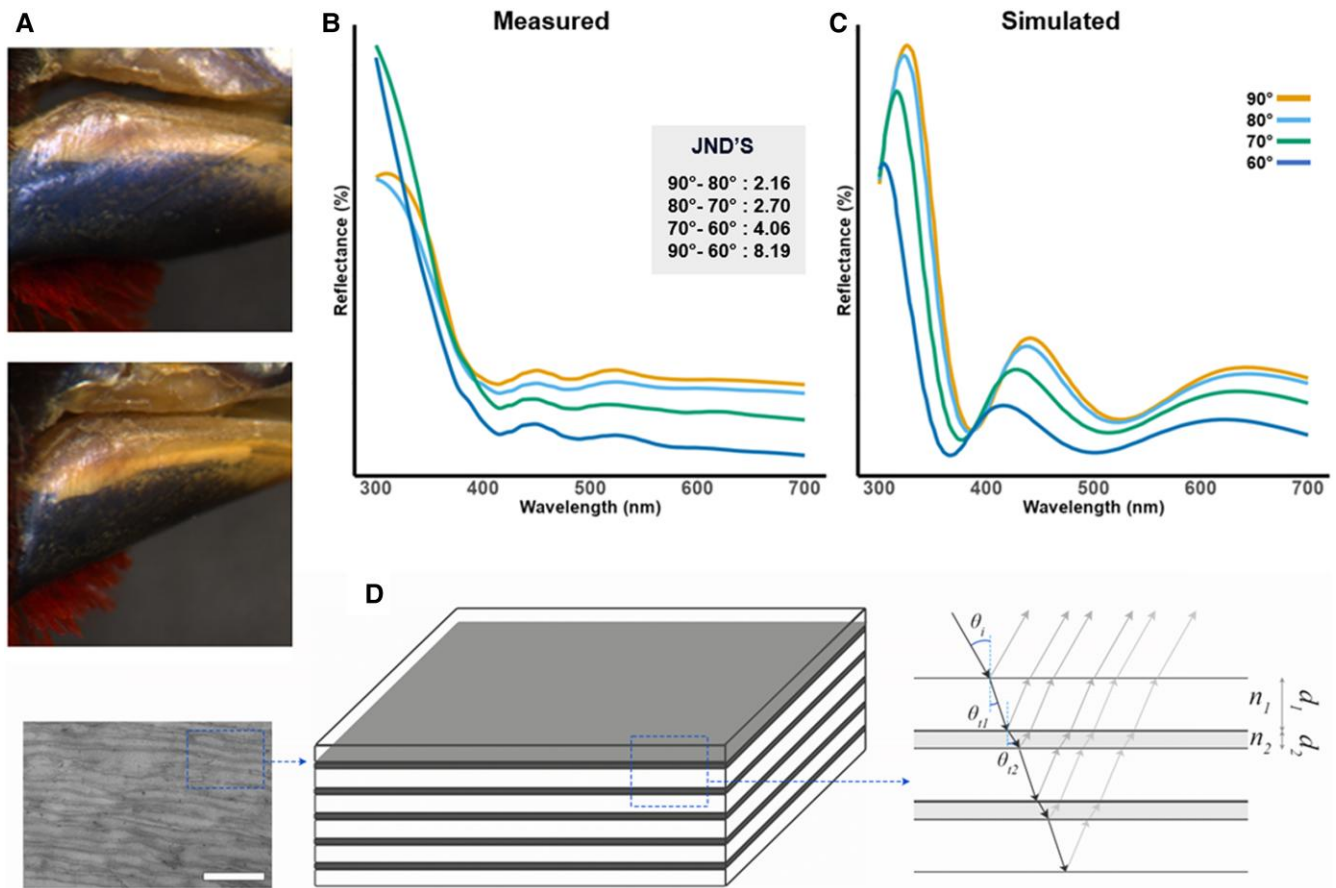 A
B
Measured
Reflectance (%)
JND'S
90°- 80° : 2.16
80°- 70° : 2.70
70°- 60° : 4.06
90°- 60° : 8.19
300 400 500 600 700
Wavelength (nm)
C
Simulated
Reflectance (%)
90°
80°
70°
60°
300 400 500 600 700
Wavelength (nm)
D
θi
θt1
θt2
n1 d1
n2 d2